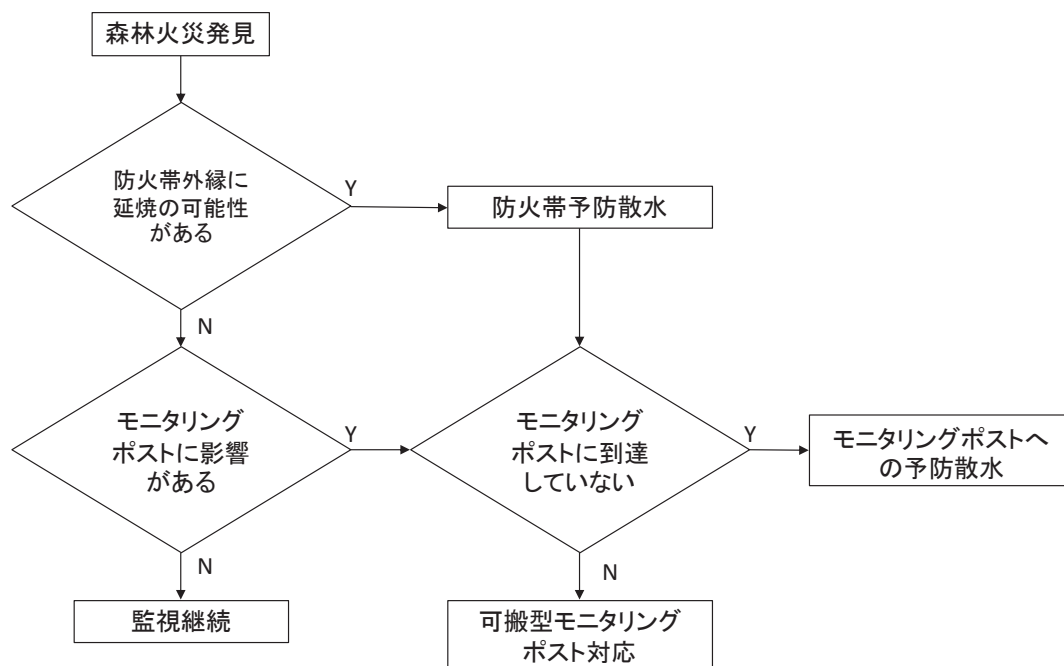 森林火災発見
防火帯外縁に
延焼の可能性
がある
Y
防火帯予防散水
N
モニタリング
ポストに影響
がある
Y
モニタリング
ポストに到達
していない
Y
モニタリングポストへ
の予防散水
N
監視継続
N
可搬型モニタリング
ポスト対応